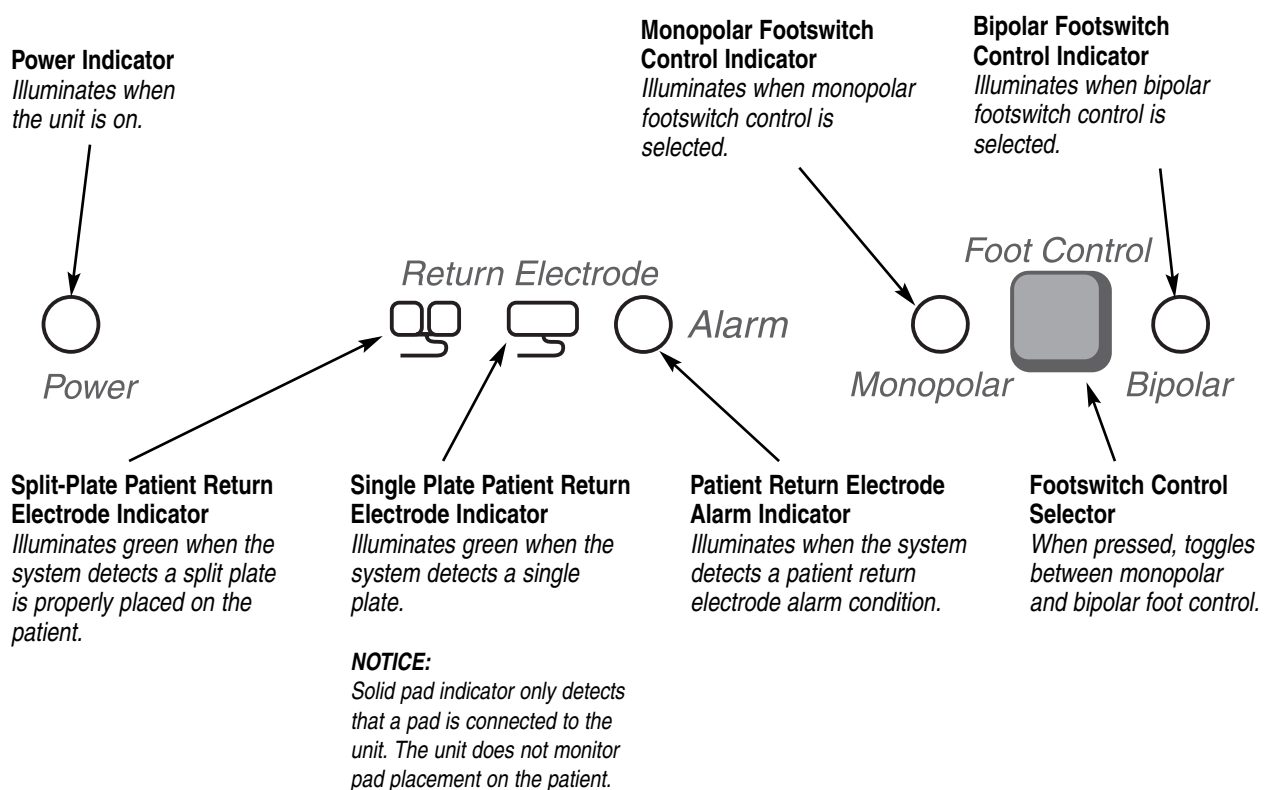 Power Indicator
Illuminates when
the unit is on.
Monopolar Footswitch
Control Indicator
Illuminates when monopolar
footswitch control is
selected.
Bipolar Footswitch
Control Indicator
Illuminates when bipolar
footswitch control is
selected.
Power
Return Electrode
Alarm
Foot Control
Monopolar
Bipolar
Split-Plate Patient Return
Electrode Indicator
Illuminates green when the
system detects a split plate
is properly placed on the
patient.
Single Plate Patient Return
Electrode Indicator
Illuminates green when the
system detects a single
plate.
NOTICE:
Solid pad indicator only detects
that a pad is connected to the
unit. The unit does not monitor
pad placement on the patient.
Patient Return Electrode
Alarm Indicator
Illuminates when the system
detects a patient return
electrode alarm condition.
Footswitch Control
Selector
When pressed, toggles
between monopolar
and bipolar foot control.